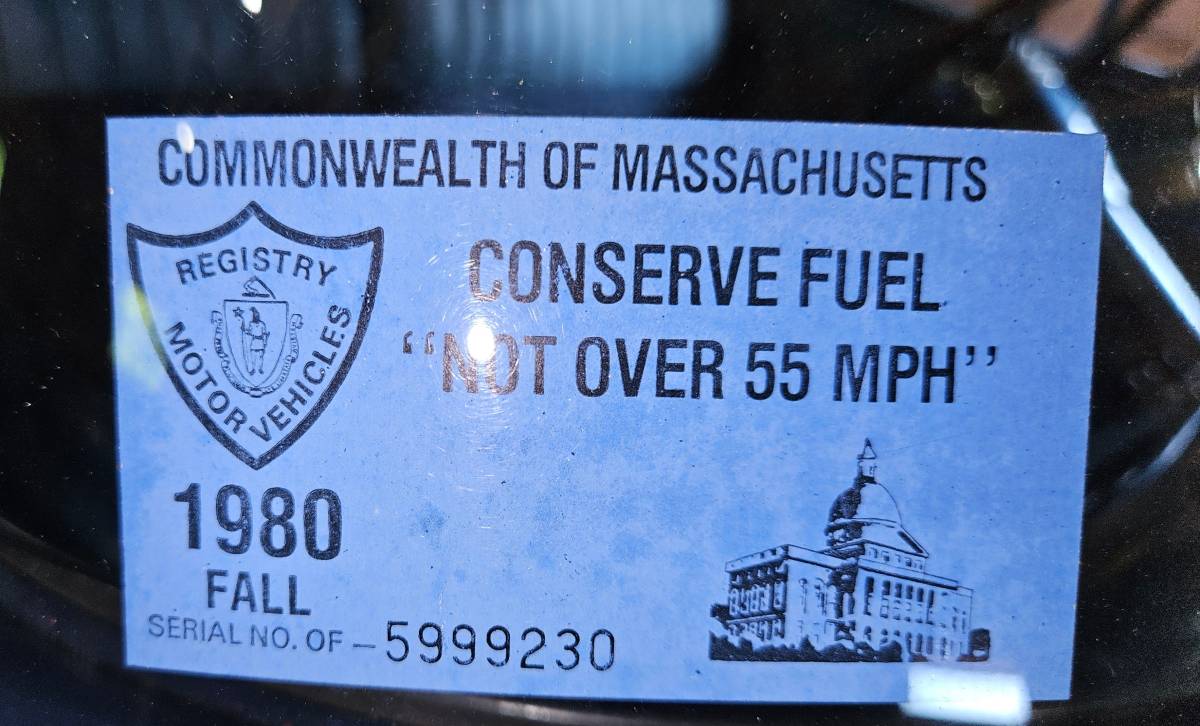 COMMONWEALTH OF MASSACHUSETTS
REGISTRY
MOTOR VEHICLES
CONSERVE FUEL
“NOT OVER 55 MPH”
1980
FALL
SERIAL NO. OF – 5999230